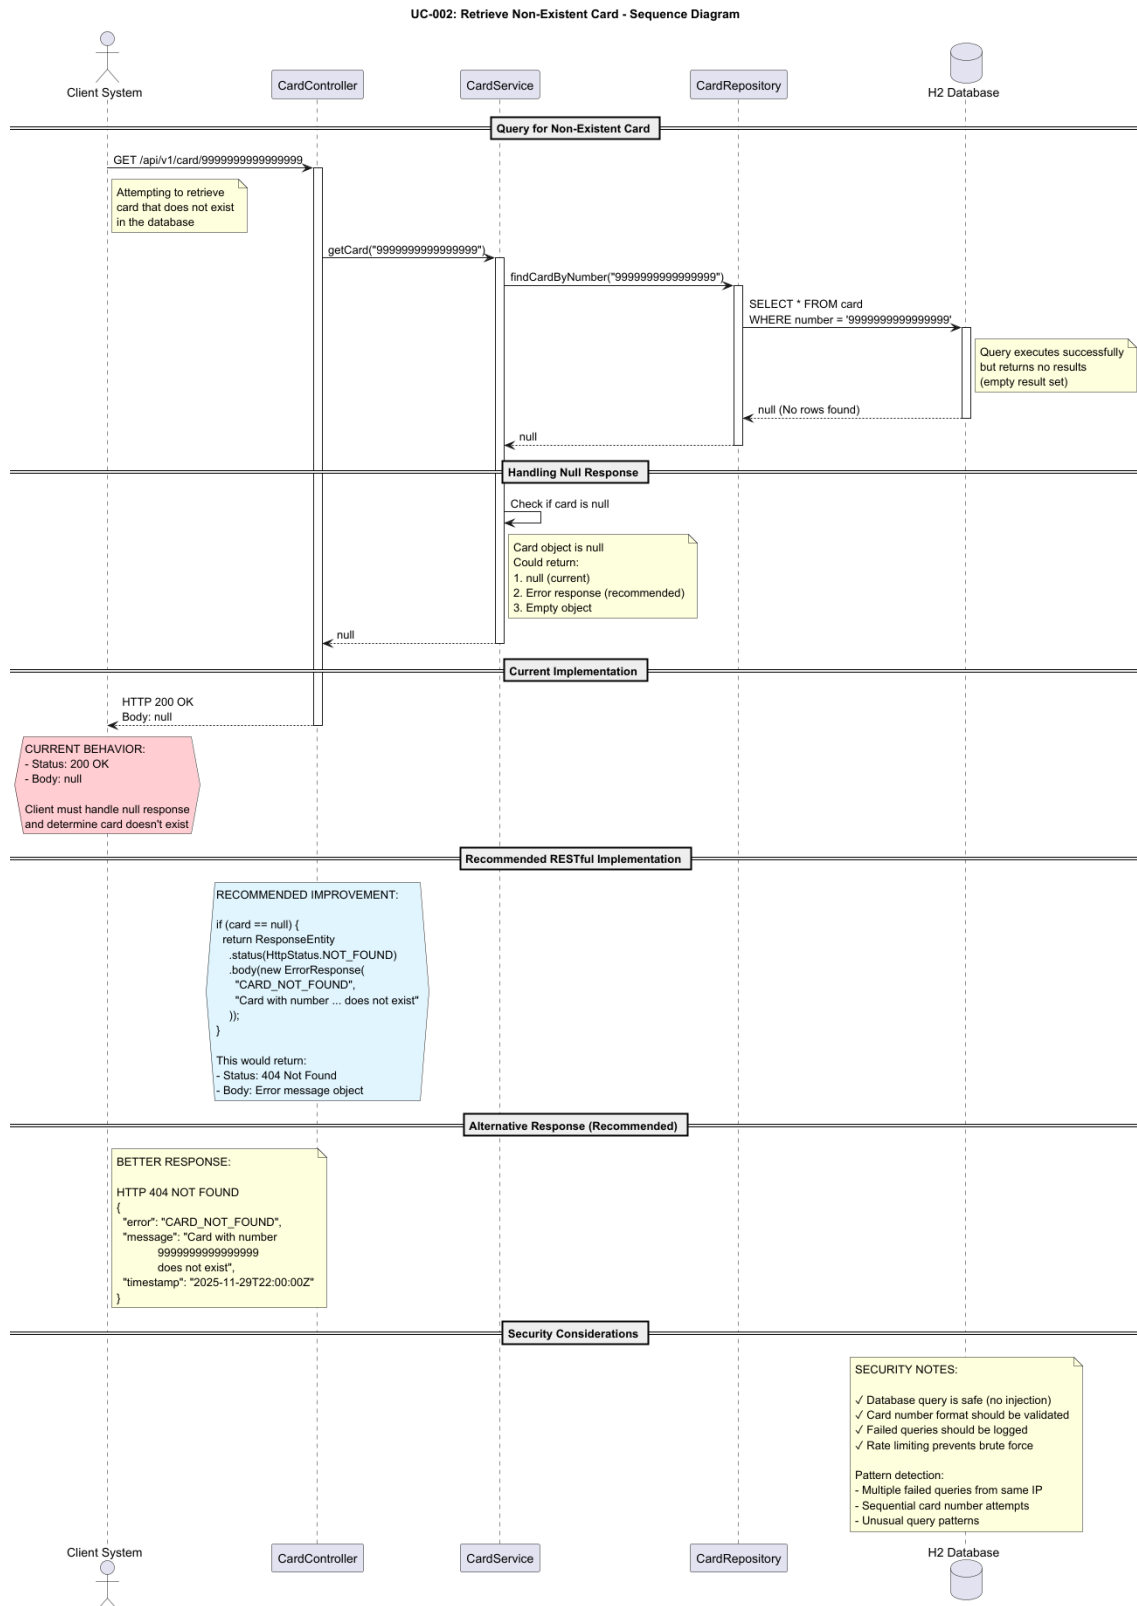 UC-002: Retrieve Non-Existent Card - Sequence Diagram
Client System
CardController
CardService
CardRepository
H2 Database
Query for Non-Existent Card
GET /api/v1/card/9999999999999999
Attempting to retrieve
card that does not exist
in the database
getCard("9999999999999999")
findCardByNumber("9999999999999999")
SELECT * FROM card
WHERE number = '9999999999999999'
Query executes successfully
but returns no results
(empty result set)
null (No rows found)
null
Handling Null Response
Check if card is null
Card object is null
Could return:
1. null (current)
2. Error response (recommended)
3. Empty object
null
Current Implementation
HTTP 200 OK
Body: null
CURRENT BEHAVIOR:
- Status: 200 OK
- Body: null
Client must handle null response
and determine card doesn't exist
Recommended RESTful Implementation
RECOMMENDED IMPROVEMENT:
if (card == null) {
return ResponseEntity
.status(HttpStatus.NOT_FOUND)
.body(new ErrorResponse(
"CARD_NOT_FOUND",
"Card with number ... does not exist"
));
}
This would return:
- Status: 404 Not Found
- Body: Error message object
Alternative Response (Recommended)
BETTER RESPONSE:
HTTP 404 NOT FOUND
{
"error": "CARD_NOT_FOUND",
"message": "Card with number
9999999999999999
does not exist",
"timestamp": "2025-11-29T22:00:00Z"
}
Security Considerations
SECURITY NOTES:
✓ Database query is safe (no injection)
✓ Card number format should be validated
✓ Failed queries should be logged
✓ Rate limiting prevents brute force
Pattern detection:
- Multiple failed queries from same IP
- Sequential card number attempts
- Unusual query patterns
Client System
CardController
CardService
CardRepository
H2 Database